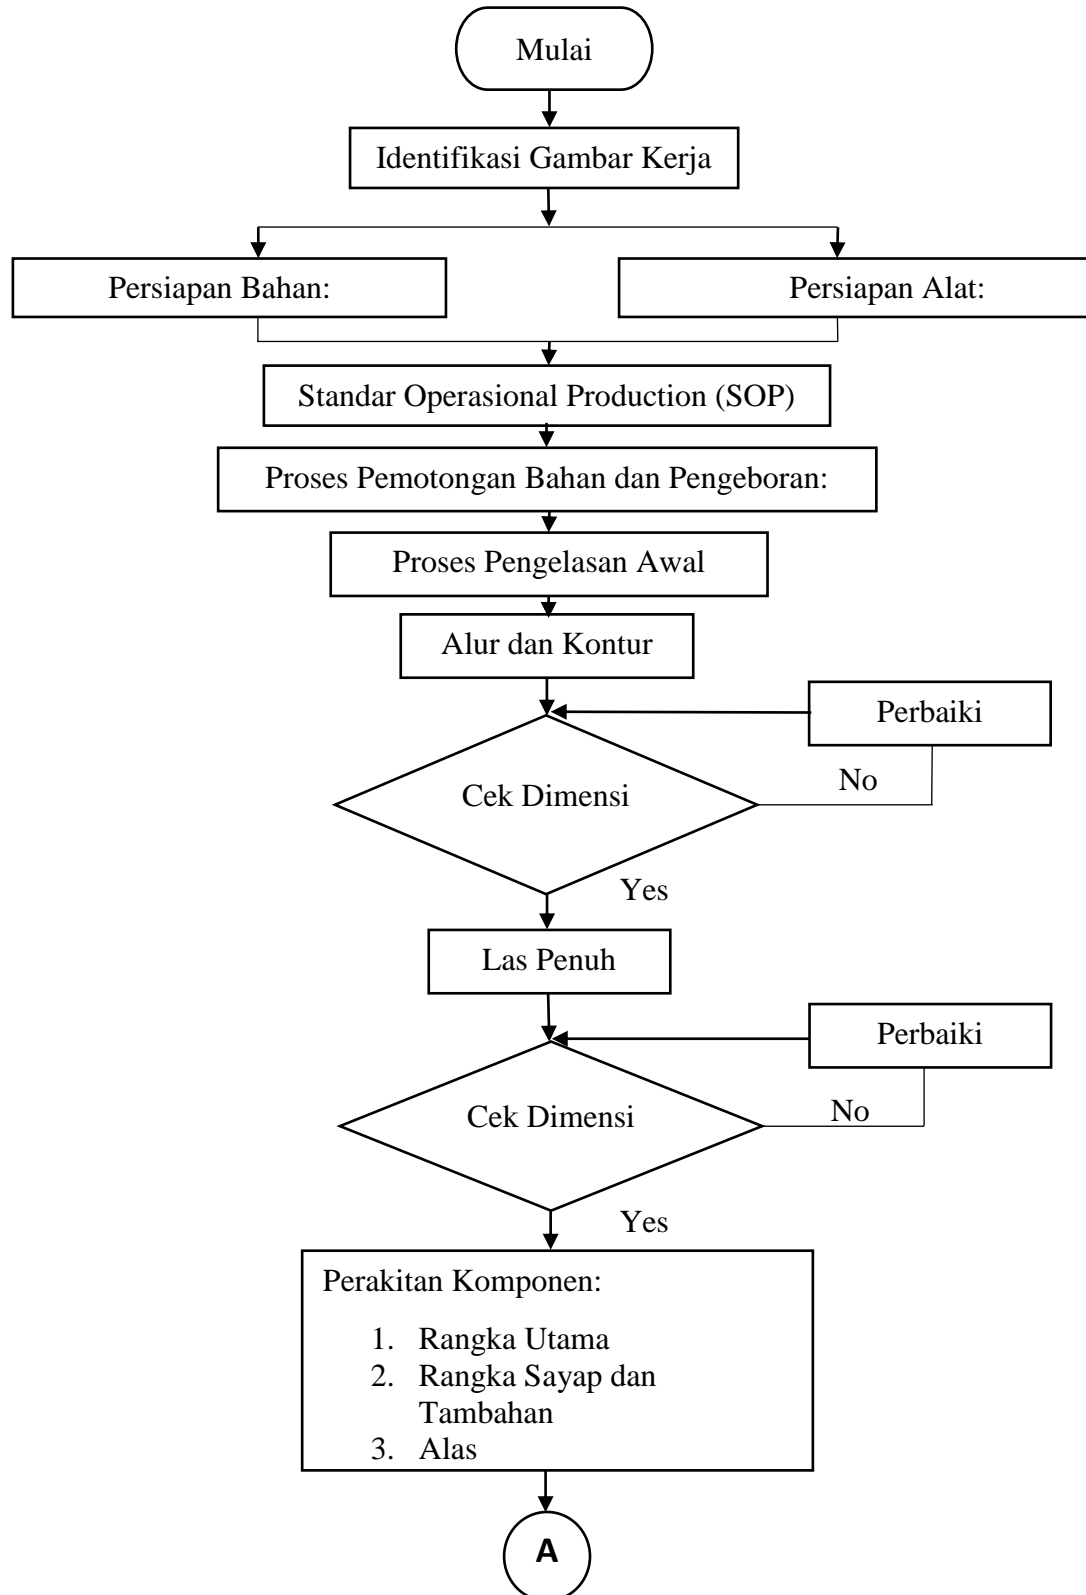 Mulai
Identifikasi Gambar Kerja
Persiapan Bahan:
Persiapan Alat:
Standar Operasional Production (SOP)
Proses Pemotongan Bahan dan Pengeboran:
Proses Pengelasan Awal
Alur dan Kontur
Perbaiki
No
Cek Dimensi
Yes
Las Penuh
Perbaiki
No
Cek Dimensi
Yes
Perakitan Komponen:
1. Rangka Utama
2. Rangka Sayap dan
Tambahan
3. Alas
A